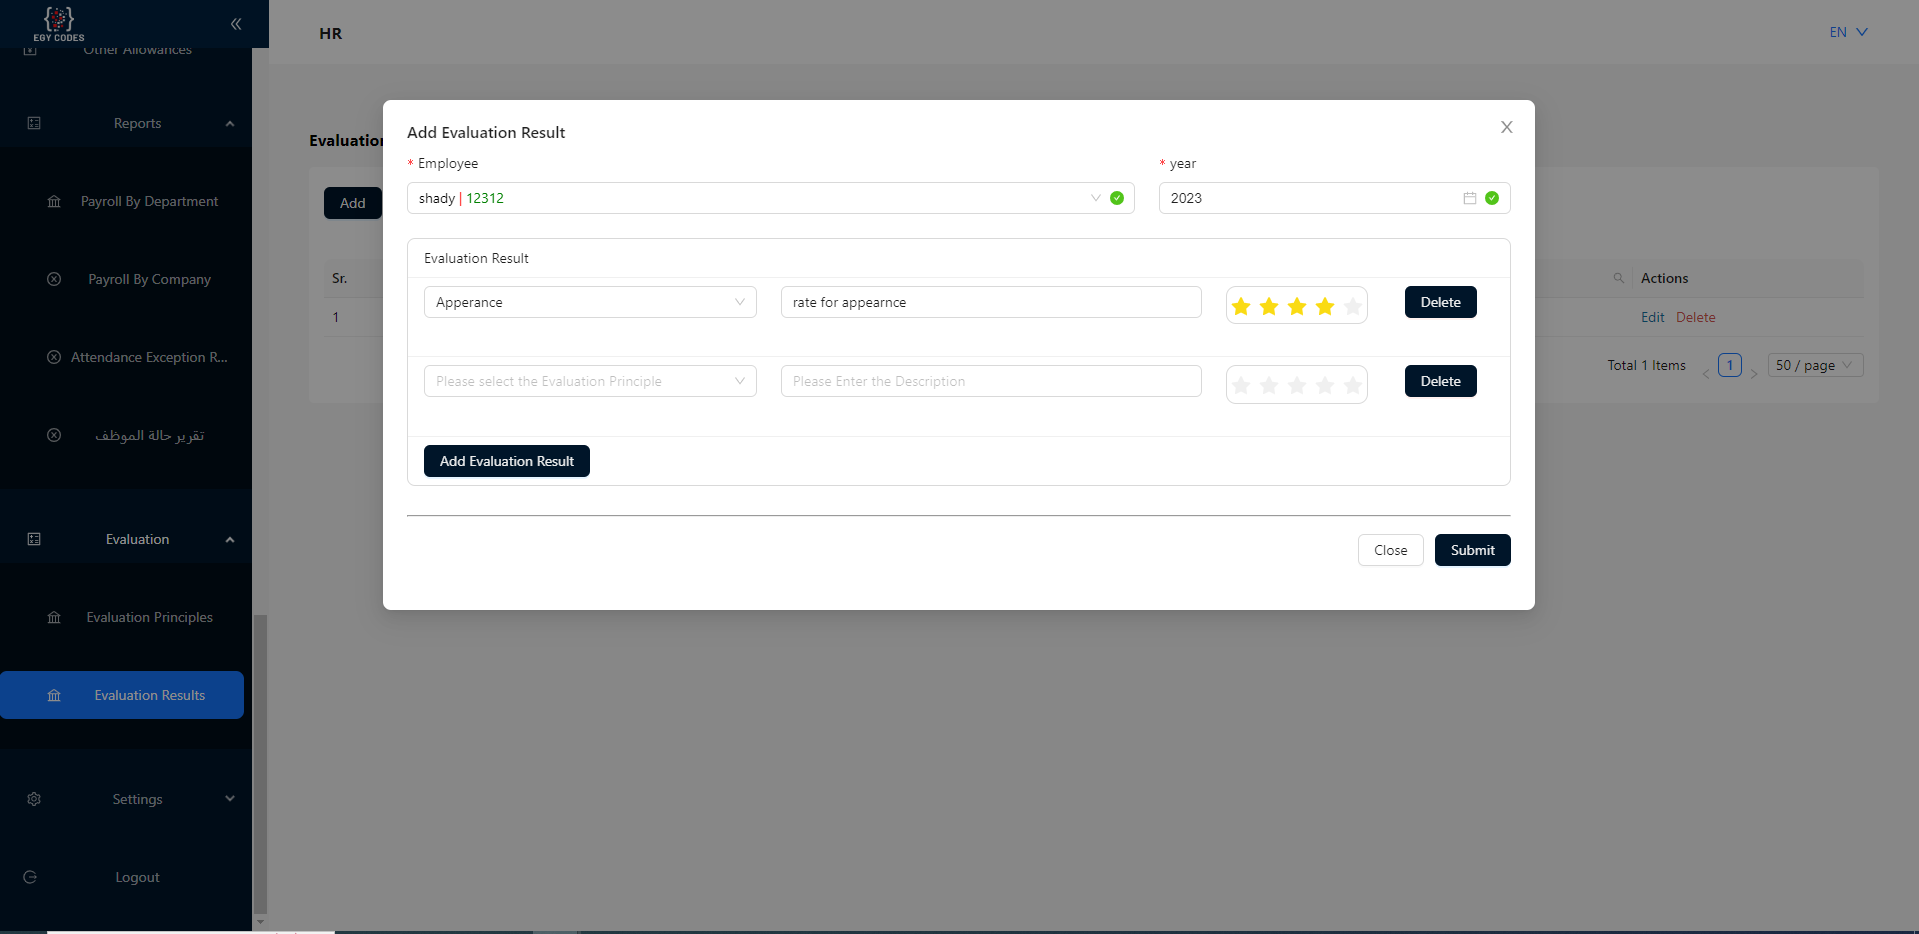 EGY CODES
HR
EN
Other Allowances
Reports
Payroll By Department
Payroll By Company
Attendance Exception R...
تقرير حالة الموظف
Evaluation
Evaluation Principles
Evaluation Results
Settings
Logout
Evaluation
Add
Sr.
Actions
1
Edit Delete
Total 1 Items
1
50 / page
Add Evaluation Result
* Employee
* year
shady | 12312
2023
Evaluation Result
Apperance
rate for appearnce
Delete
Please select the Evaluation Principle
Please Enter the Description
Delete
Add Evaluation Result
Close
Submit